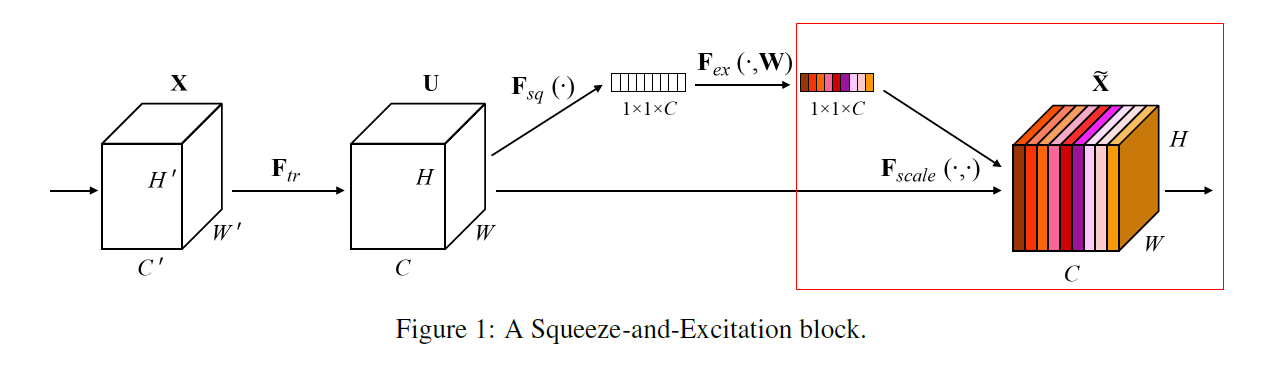 X
H′
W′
C′
F_tr
U
H
W
C
F_sq (·)
1×1×C
F_ex (·,W)
1×1×C
F_scale (·,·)
X̃
H
W
C
Figure 1: A Squeeze-and-Excitation block.